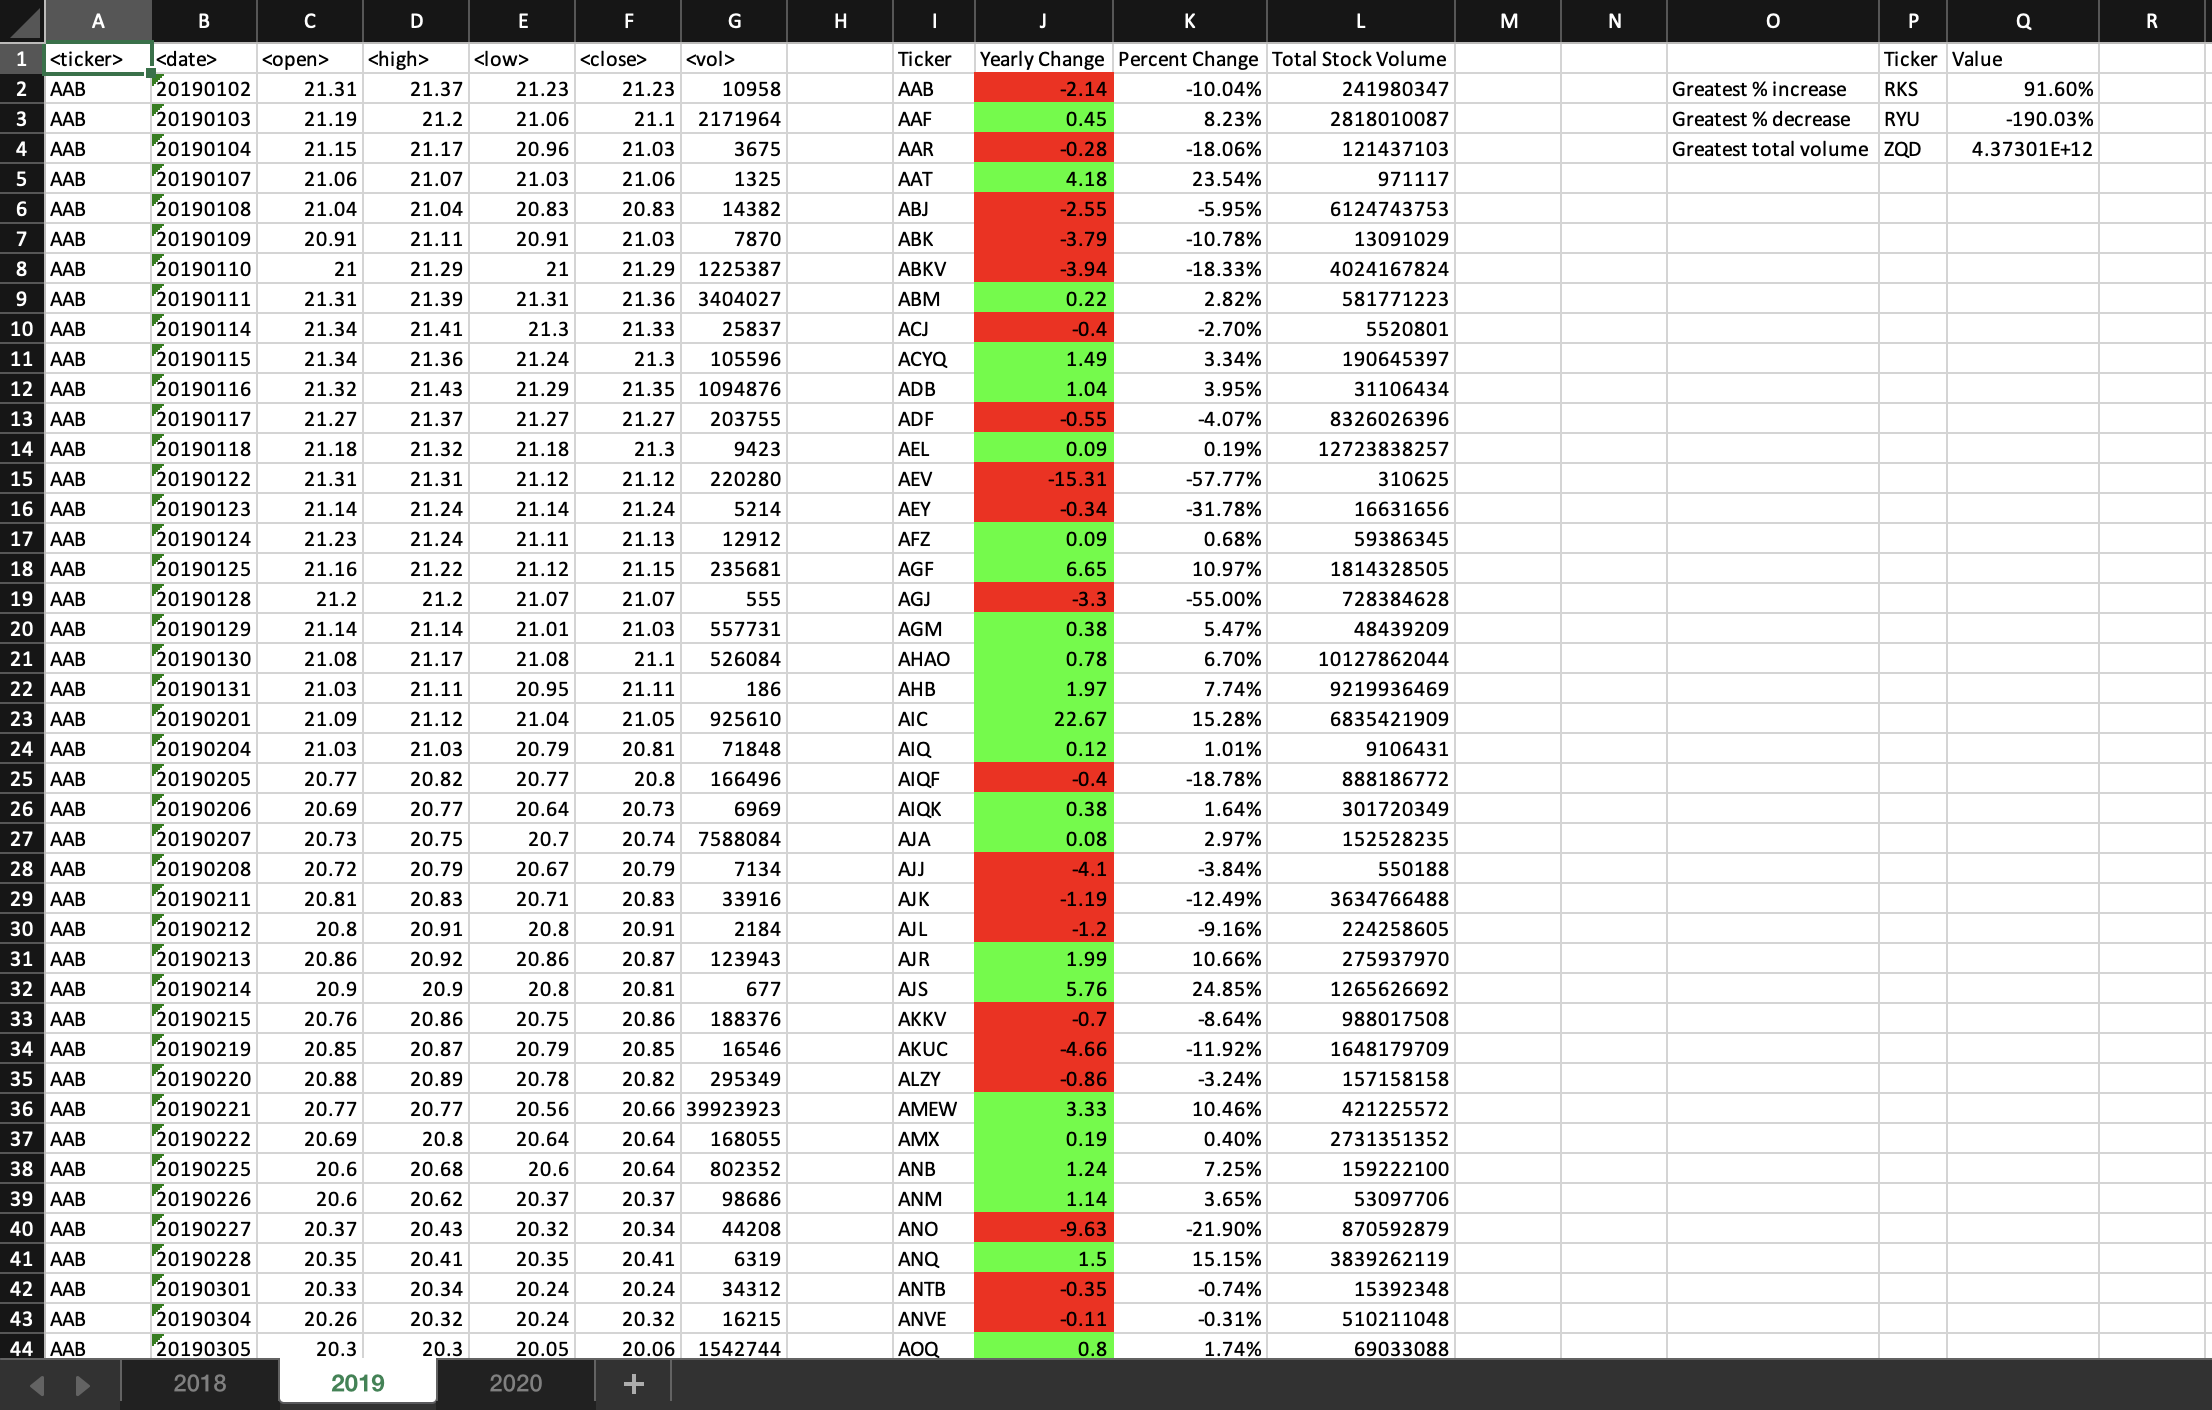 A B C D E F G H I J K L M N O P Q R
1 <ticker> <date> <open> <high> <low> <close> <vol> Ticker Yearly Change Percent Change Total Stock Volume Ticker Value
2 AAB 20190102 21.31 21.37 21.23 21.23 10958 AAB -2.14 -10.04% 241980347 Greatest % increase RKS 91.60%
3 AAB 20190103 21.19 21.2 21.06 21.1 2171964 AAF 0.45 8.23% 2818010087 Greatest % decrease RYU -190.03%
4 AAB 20190104 21.15 21.17 20.96 21.03 3675 AAR -0.28 -18.06% 121437103 Greatest total volume ZQD 4.37301E+12
5 AAB 20190107 21.06 21.07 21.03 21.06 1325 AAT 4.18 23.54% 971117
6 AAB 20190108 21.04 21.04 20.83 20.83 14382 ABJ -2.55 -5.95% 6124743753
7 AAB 20190109 20.91 21.11 20.91 21.03 7870 ABK -3.79 -10.78% 13091029
8 AAB 20190110 21 21.29 21 21.29 1225387 ABKV -3.94 -18.33% 4024167824
9 AAB 20190111 21.31 21.39 21.31 21.36 3404027 ABM 0.22 2.82% 581771223
10 AAB 20190114 21.34 21.41 21.3 21.33 25837 ACJ -0.4 -2.70% 5520801
11 AAB 20190115 21.34 21.36 21.24 21.3 105596 ACYQ 1.49 3.34% 190645397
12 AAB 20190116 21.32 21.43 21.29 21.35 1094876 ADB 1.04 3.95% 31106434
13 AAB 20190117 21.27 21.37 21.27 21.27 203755 ADF -0.55 -4.07% 8326026396
14 AAB 20190118 21.18 21.32 21.18 21.3 9423 AEL 0.09 0.19% 12723838257
15 AAB 20190122 21.31 21.31 21.12 21.12 220280 AEV -15.31 -57.77% 310625
16 AAB 20190123 21.14 21.24 21.14 21.24 5214 AEY -0.34 -31.78% 16631656
17 AAB 20190124 21.23 21.24 21.11 21.13 12912 AFZ 0.09 0.68% 59386345
18 AAB 20190125 21.16 21.22 21.12 21.15 235681 AGF 6.65 10.97% 1814328505
19 AAB 20190128 21.2 21.2 21.07 21.07 555 AGJ -3.3 -55.00% 728384628
20 AAB 20190129 21.14 21.14 21.01 21.03 557731 AGM 0.38 5.47% 48439209
21 AAB 20190130 21.08 21.17 21.08 21.1 526084 AHAO 0.78 6.70% 10127862044
22 AAB 20190131 21.03 21.11 20.95 21.11 186 AHB 1.97 7.74% 9219936469
23 AAB 20190201 21.09 21.12 21.04 21.05 925610 AIC 22.67 15.28% 6835421909
24 AAB 20190204 21.03 21.03 20.79 20.81 71848 AIQ 0.12 1.01% 9106431
25 AAB 20190205 20.77 20.82 20.77 20.8 166496 AIQF -0.4 -18.78% 888186772
26 AAB 20190206 20.69 20.77 20.64 20.73 6969 AIQK 0.38 1.64% 301720349
27 AAB 20190207 20.73 20.75 20.7 20.74 7588084 AJA 0.08 2.97% 152528235
28 AAB 20190208 20.72 20.79 20.67 20.79 7134 AJJ -4.1 -3.84% 550188
29 AAB 20190211 20.81 20.83 20.71 20.83 33916 AJK -1.19 -12.49% 3634766488
30 AAB 20190212 20.8 20.91 20.8 20.91 2184 AJL -1.2 -9.16% 224258605
31 AAB 20190213 20.86 20.92 20.86 20.87 123943 AJR 1.99 10.66% 275937970
32 AAB 20190214 20.9 20.9 20.8 20.81 677 AJS 5.76 24.85% 1265626692
33 AAB 20190215 20.76 20.86 20.75 20.86 188376 AKKV -0.7 -8.64% 988017508
34 AAB 20190219 20.85 20.87 20.79 20.85 16546 AKUC -4.66 -11.92% 1648179709
35 AAB 20190220 20.88 20.89 20.78 20.82 295349 ALZY -0.86 -3.24% 157158158
36 AAB 20190221 20.77 20.77 20.56 20.66 39923923 AMEW 3.33 10.46% 421225572
37 AAB 20190222 20.69 20.8 20.64 20.64 168055 AMX 0.19 0.40% 2731351352
38 AAB 20190225 20.6 20.68 20.6 20.64 802352 ANB 1.24 7.25% 159222100
39 AAB 20190226 20.6 20.62 20.37 20.37 98686 ANM 1.14 3.65% 53097706
40 AAB 20190227 20.37 20.43 20.32 20.34 44208 ANO -9.63 -21.90% 870592879
41 AAB 20190228 20.35 20.41 20.35 20.41 6319 ANQ 1.5 15.15% 3839262119
42 AAB 20190301 20.33 20.34 20.24 20.24 34312 ANTB -0.35 -0.74% 15392348
43 AAB 20190304 20.26 20.32 20.24 20.32 16215 ANVE -0.11 -0.31% 510211048
44 AAB 20190305 20.3 20.3 20.05 20.06 1542744 AOQ 0.8 1.74% 69033088
2018 2019 2020 +